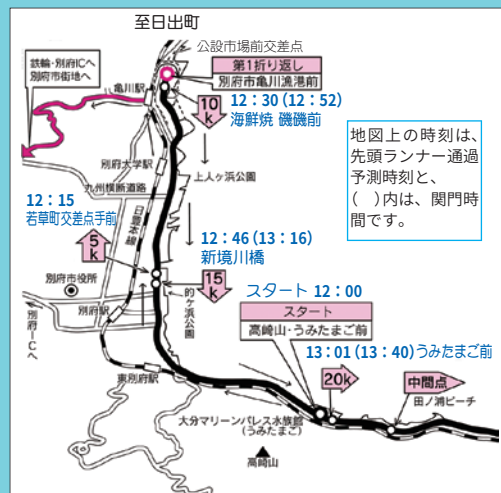 至日出町
公設市場前交差点
鉄輪・別府ICへ
別府市街地へ
亀川駅
第1折り返し
別府市亀川漁港前
10
k
12：30（12：52）
海鮮焼 磯磯前
地図上の時刻は、
先頭ランナー通過
予測時刻と、
（　）内は、関門時
間です。
別府大学駅
上人ヶ浜公園
九州横断道路
12：15
若草町交差点手前
日豊本線
5
k
12：46（13：16）
新境川橋
15
k
別府市役所
的ヶ浜公園
スタート 12：00
スタート
高崎山・うみたまご前
別府駅
別府ICへ
13：01（13：40）うみたまご前
20k
中間点
田ノ浦ビーチ
東別府駅
大分マリーンパレス水族館
（うみたまご）
高崎山